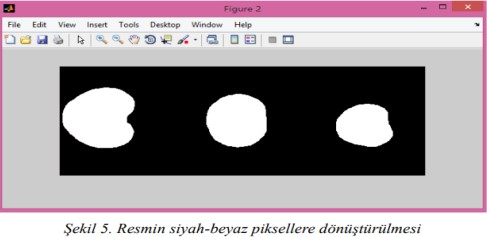 Figure 2
File Edit View Insert Tools Desktop Window Help
Şekil 5. Resmin siyah-beyaz piksellere dönüştürülmesi